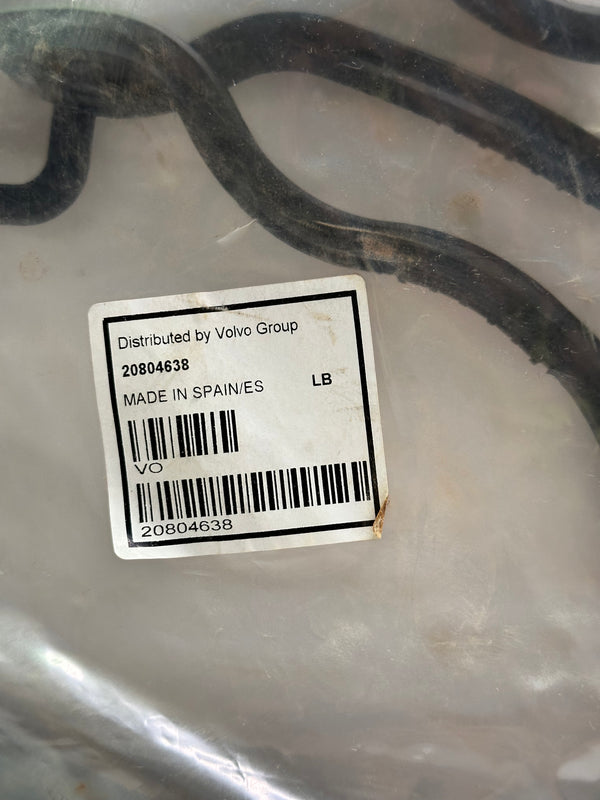 Distributed by Volvo Group
20804638
MADE IN SPAIN/ES LB
VO
20804638